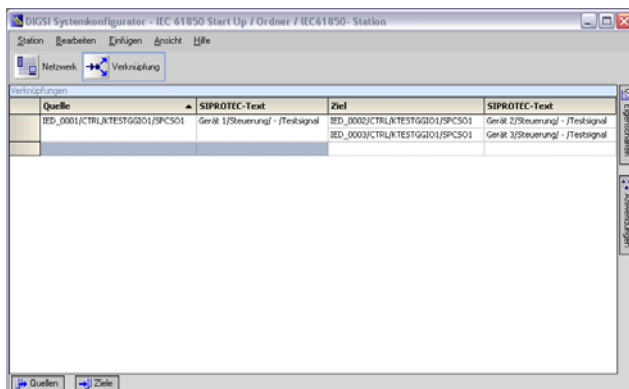 DIGSI Systemkonfigurator - IEC 61850 Start Up / Ordner / IEC61850- Station
Station Bearbeiten Einfügen Ansicht Hilfe
Netzwerk Verknüpfung
Verknüpfungen
Quelle SIPROTEC-Text Ziel SIPROTEC-Text
IED_0001/CTRL/KTESTGGIO1/SPCSO1 Gerät 1/Steuerung/ - /Testsignal IED_0002/CTRL/KTESTGGIO1/SPCSO1 Gerät 2/Steuerung/ - /Testsignal
IED_0003/CTRL/KTESTGGIO1/SPCSO1 Gerät 3/Steuerung/ - /Testsignal
Eigenschaften
Quellen Ziele